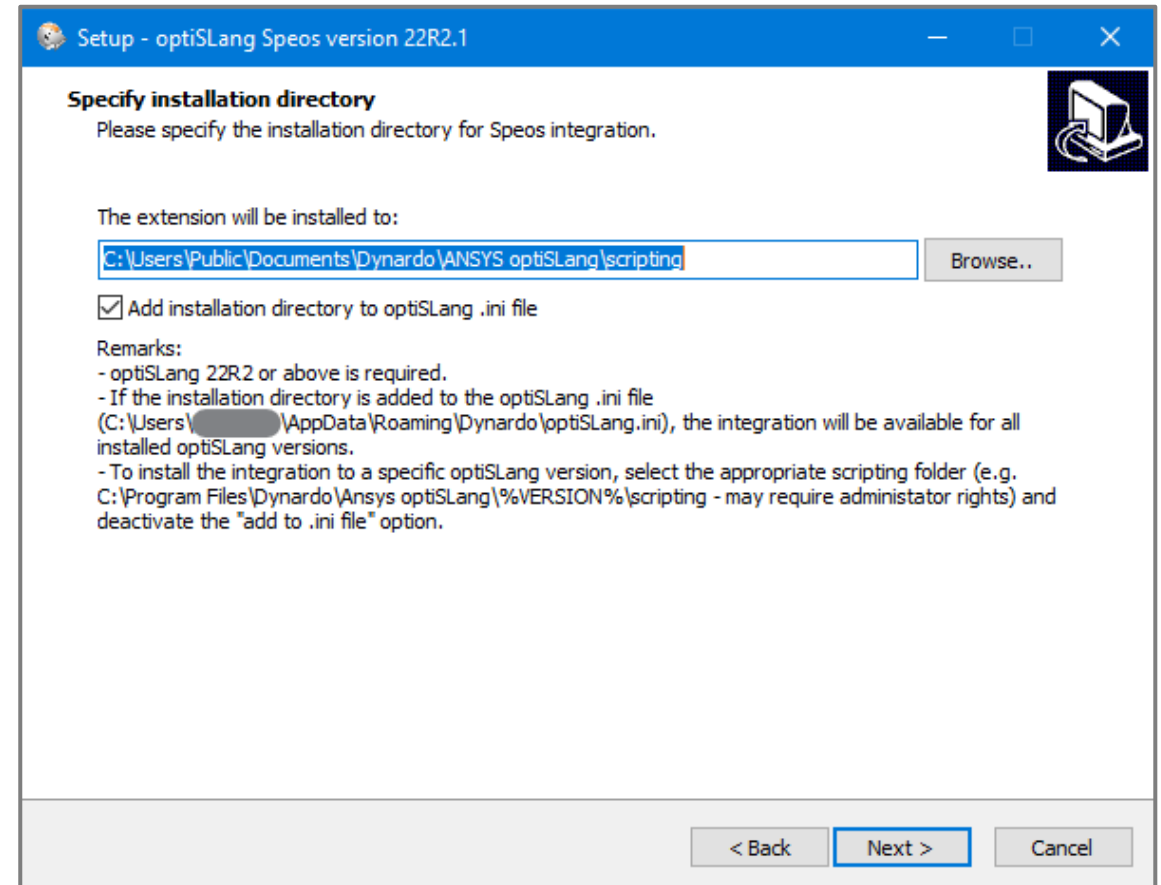 Setup - optiSLang Speos version 22R2.1
Specify installation directory
Please specify the installation directory for Speos integration.
The extension will be installed to:
C:\Users\Public\Documents\Dynardo\ANSYS optiSLang\scripting
Browse..
Add installation directory to optiSLang .ini file
Remarks:
- optiSLang 22R2 or above is required.
- If the installation directory is added to the optiSLang .ini file
(C:\Users\ \AppData\Roaming\Dynardo\optiSLang.ini), the integration will be available for all
installed optiSLang versions.
- To install the integration to a specific optiSLang version, select the appropriate scripting folder (e.g.
C:\Program Files\Dynardo\Ansys optiSLang\%VERSION%\scripting - may require administator rights) and
deactivate the "add to .ini file" option.
< Back
Next >
Cancel